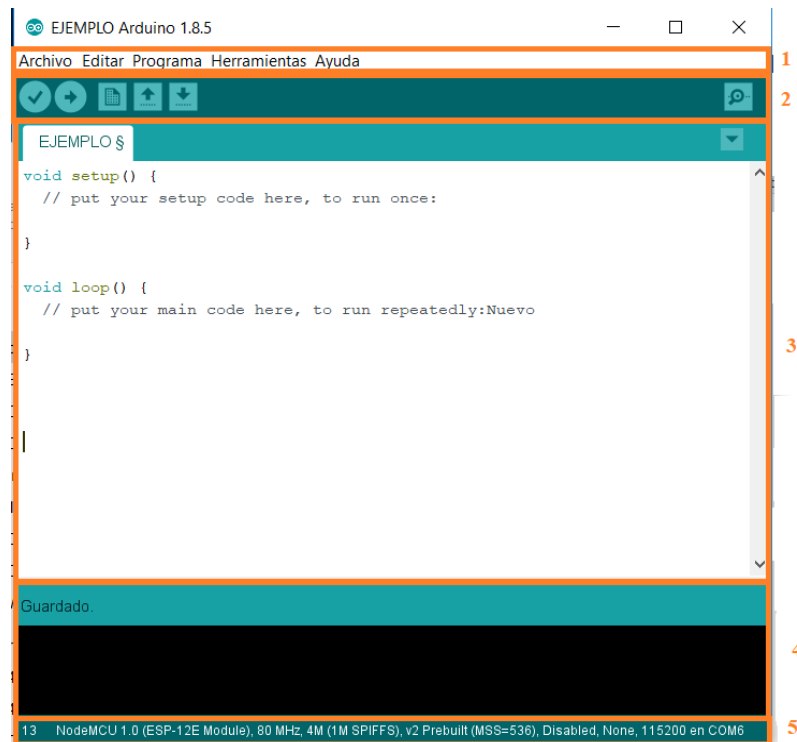 EJEMPLO Arduino 1.8.5
Archivo Editar Programa Herramientas Ayuda
1
2
EJEMPLO §
void setup() {
// put your setup code here, to run once:
}
void loop() {
// put your main code here, to run repeatedly:Nuevo
}
3
Guardado.
4
13 NodeMCU 1.0 (ESP-12E Module), 80 MHz, 4M (1M SPIFFS), v2 Prebuilt (MSS=536), Disabled, None, 115200 en COM6
5